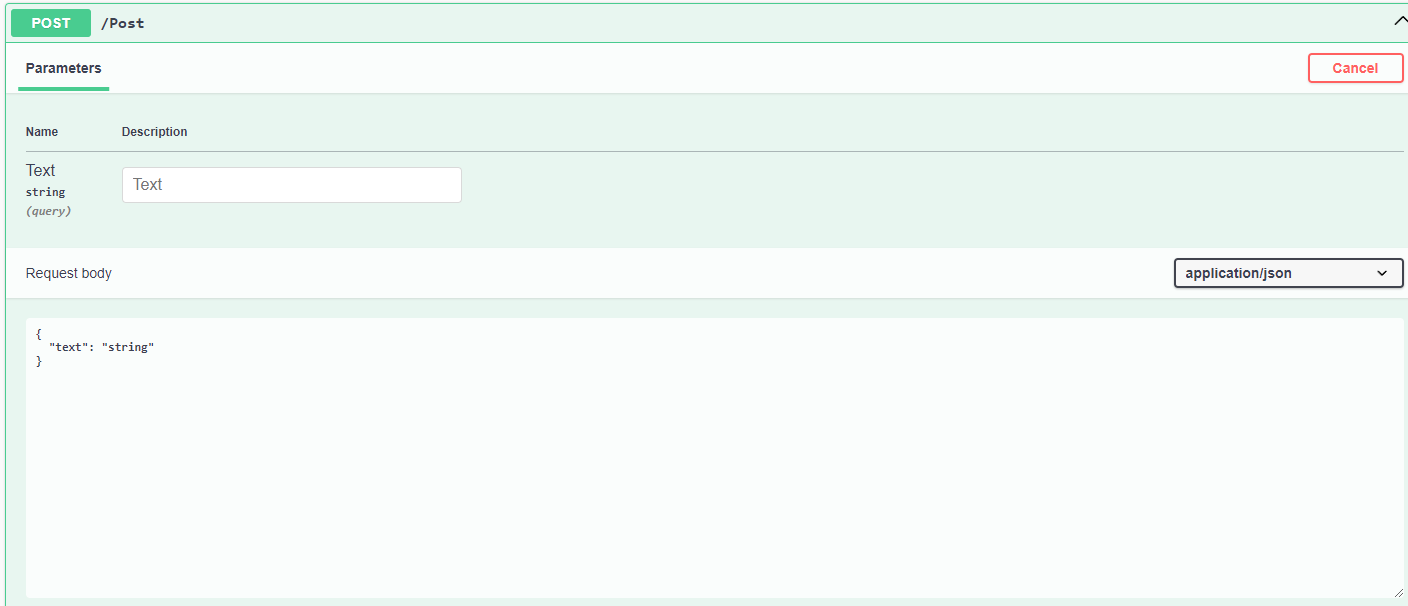 POST /Post
Parameters
Cancel
Name Description
Text
string
(query)
Text
Request body
application/json
{
  "text": "string"
}